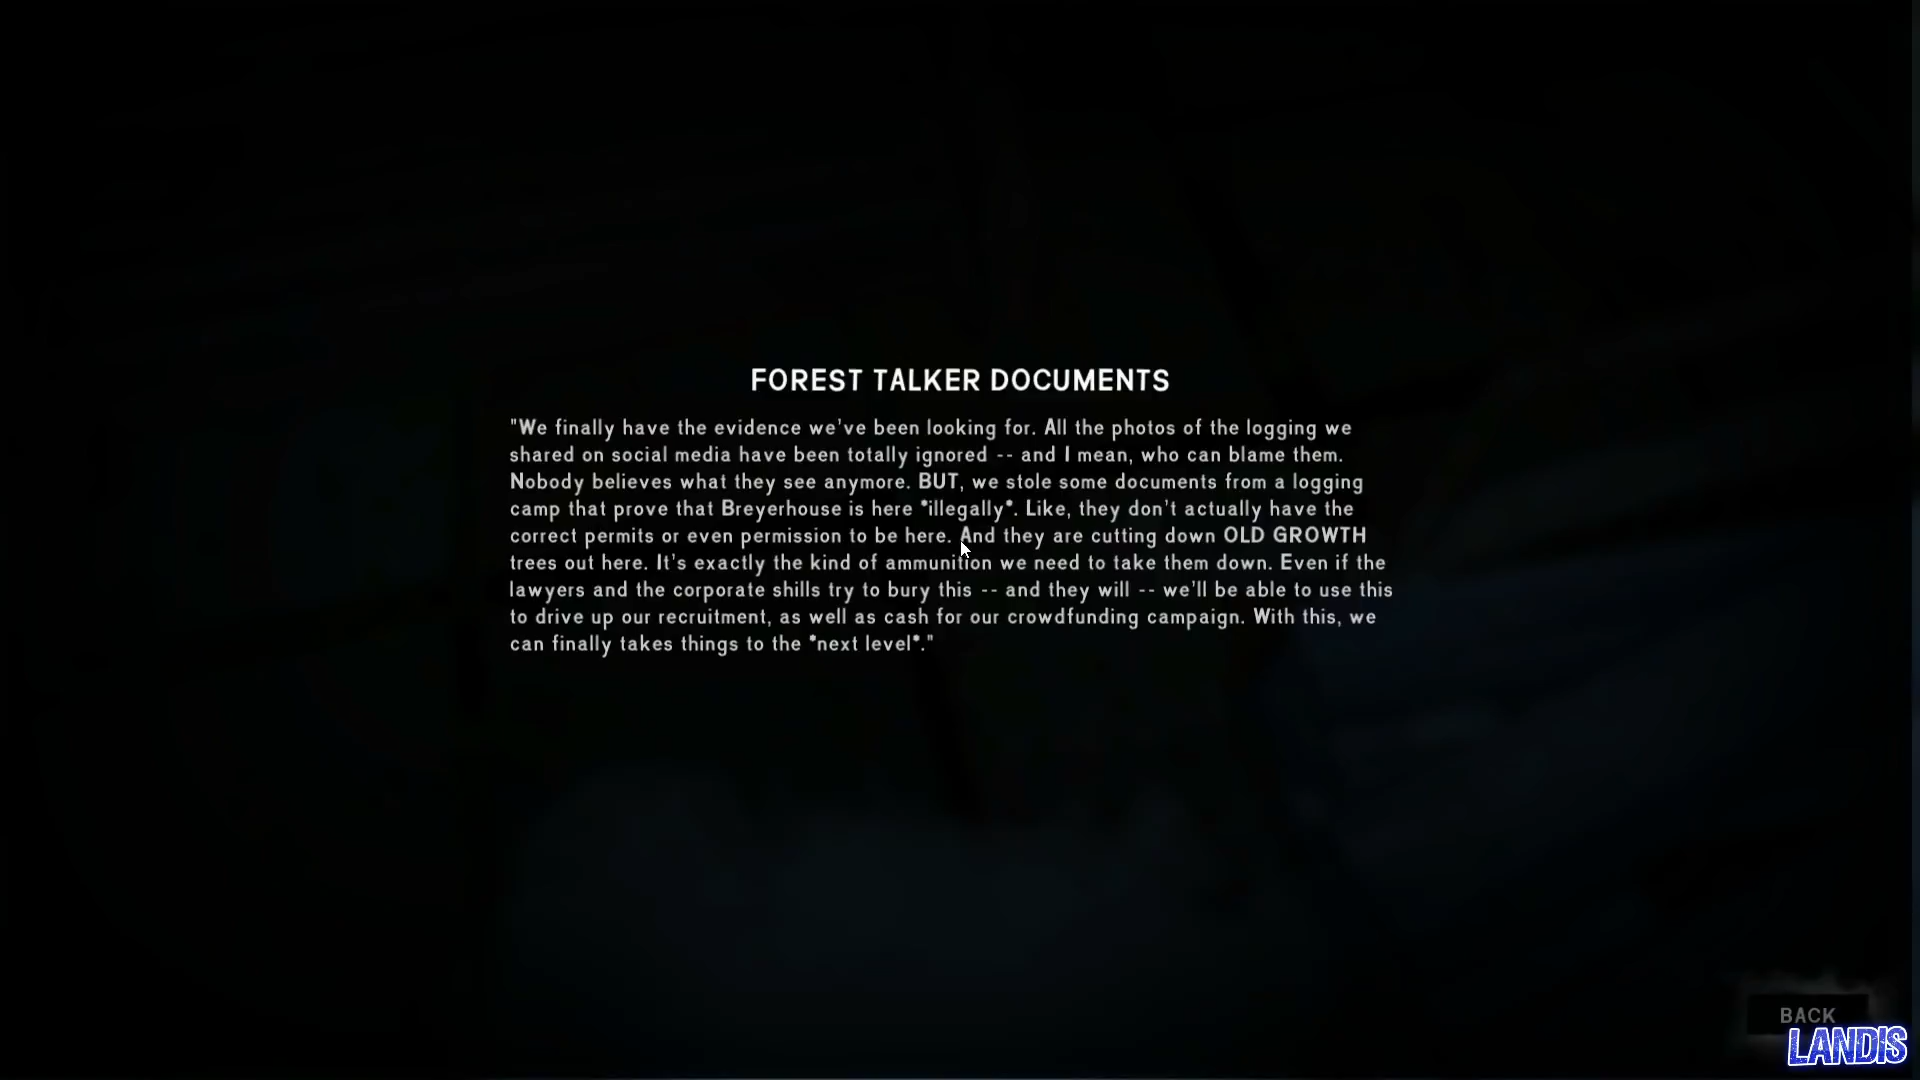 FOREST TALKER DOCUMENTS
"We finally have the evidence we've been looking for. All the photos of the logging we
shared on social media have been totally ignored -- and I mean, who can blame them.
Nobody believes what they see anymore. BUT, we stole some documents from a logging
camp that prove that Breyerhouse is here *illegally*. Like, they don't actually have the
correct permits or even permission to be here. And they are cutting down OLD GROWTH
trees out here. It's exactly the kind of ammunition we need to take them down. Even if the
lawyers and the corporate shills try to bury this -- and they will -- we'll be able to use this
to drive up our recruitment, as well as cash for our crowdfunding campaign. With this, we
can finally takes things to the *next level*."
BACK
LANDIS